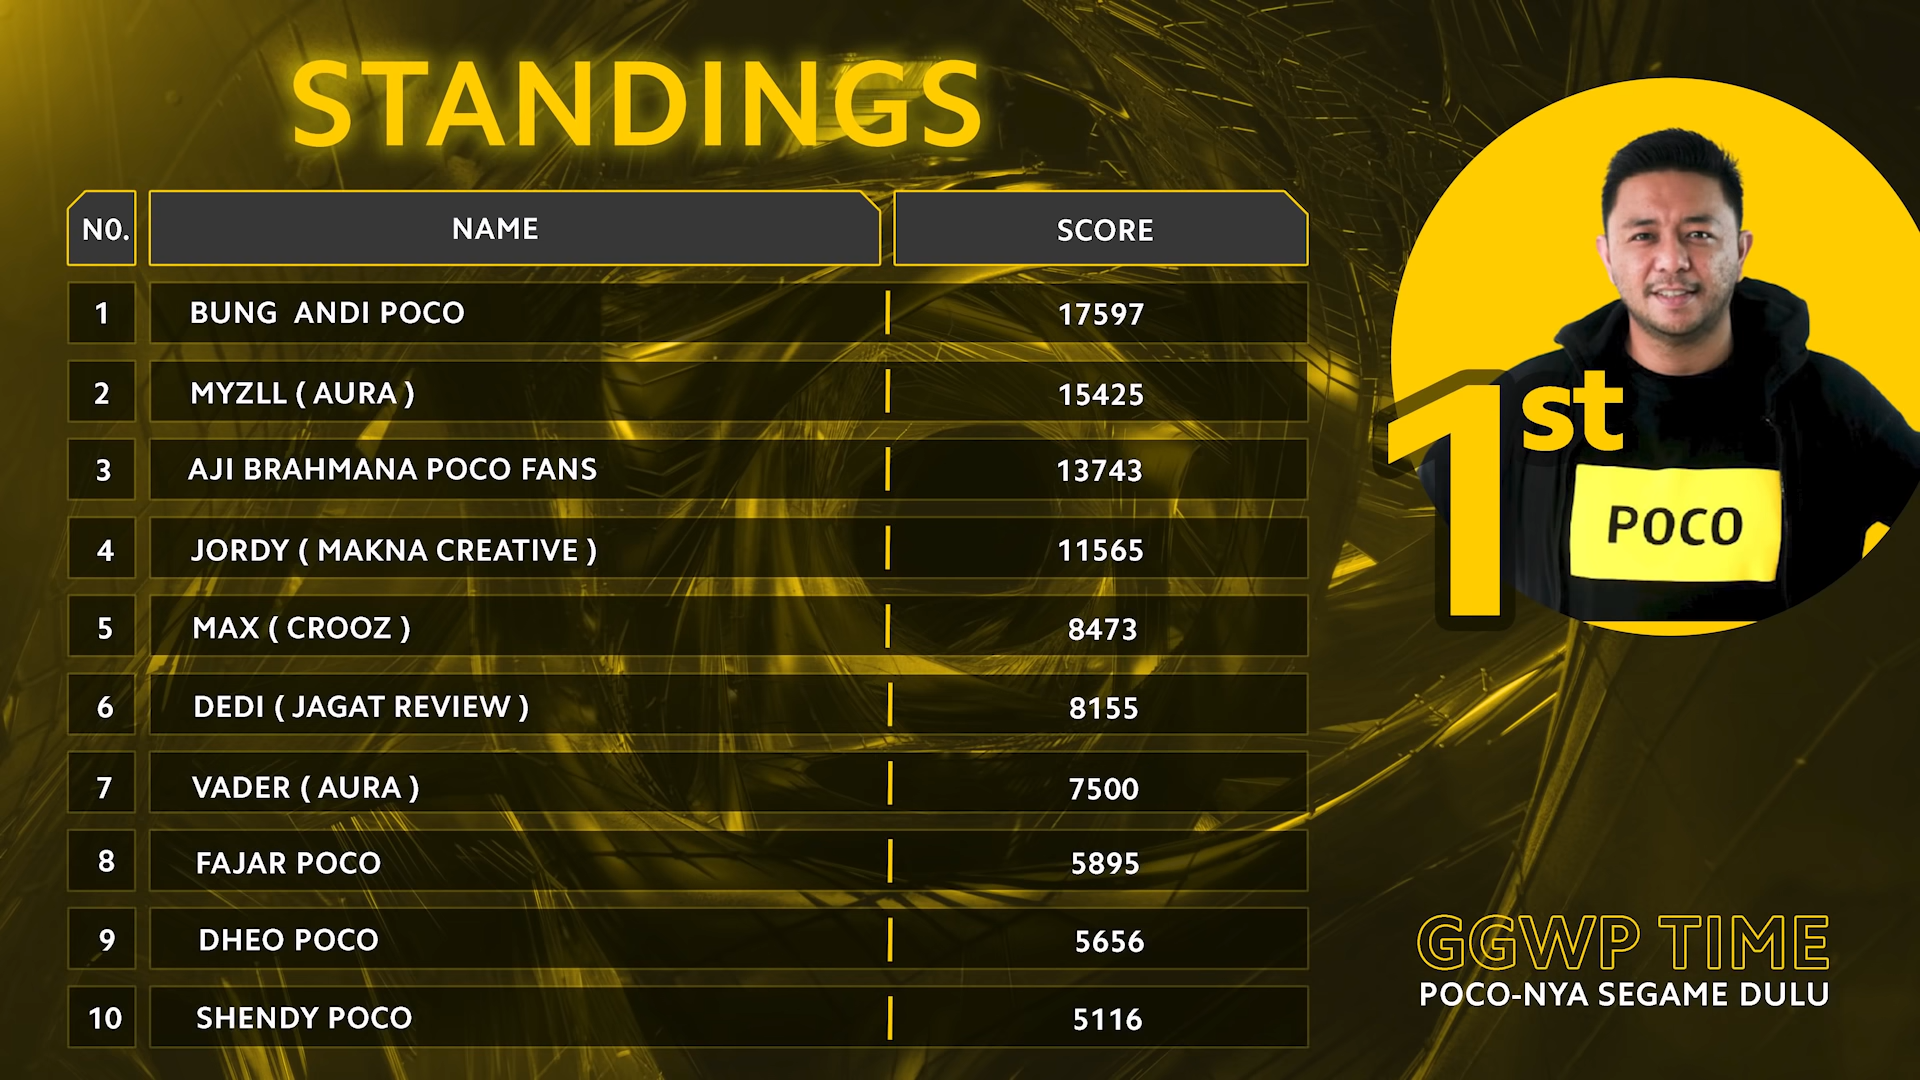 STANDINGS
N0. NAME SCORE
1 BUNG ANDI POCO 17597
2 MYZLL ( AURA ) 15425
3 AJI BRAHMANA POCO FANS 13743
4 JORDY ( MAKNA CREATIVE ) 11565
5 MAX ( CROOZ ) 8473
6 DEDI ( JAGAT REVIEW ) 8155
7 VADER ( AURA ) 7500
8 FAJAR POCO 5895
9 DHEO POCO 5656
10 SHENDY POCO 5116
1st
POCO
GGWP TIME
POCO-NYA SEGAME DULU